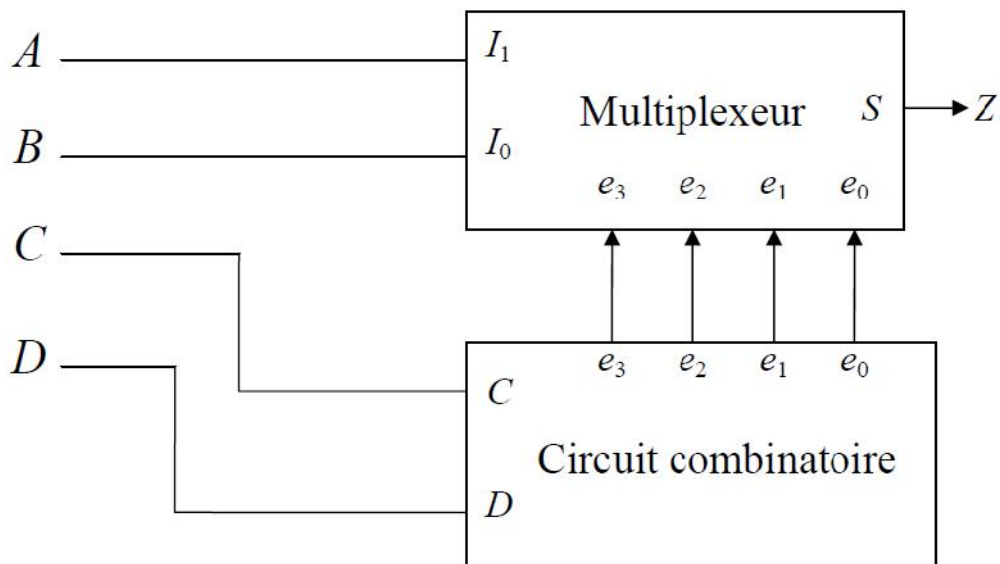 A
I₁
Multiplexeur
S
Z
B
I₀
e₃ e₂ e₁ e₀
C
D
e₃ e₂ e₁ e₀
C
Circuit combinatoire
D